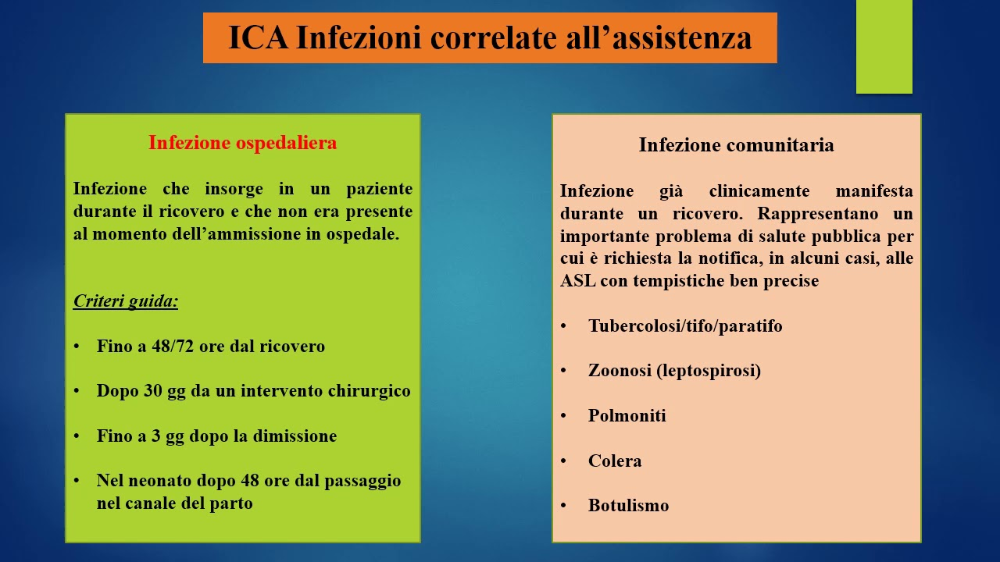 ICA Infezioni correlate all’assistenza
Infezione ospedaliera
Infezione che insorge in un paziente
durante il ricovero e che non era presente
al momento dell’ammissione in ospedale.
Criteri guida:
• Fino a 48/72 ore dal ricovero
• Dopo 30 gg da un intervento chirurgico
• Fino a 3 gg dopo la dimissione
• Nel neonato dopo 48 ore dal passaggio
nel canale del parto
Infezione comunitaria
Infezione già clinicamente manifesta
durante un ricovero. Rappresentano un
importante problema di salute pubblica per
cui è richiesta la notifica, in alcuni casi, alle
ASL con tempistiche ben precise
• Tubercolosi/tifo/paratifo
• Zoonosi (leptospirosi)
• Polmoniti
• Colera
• Botulismo